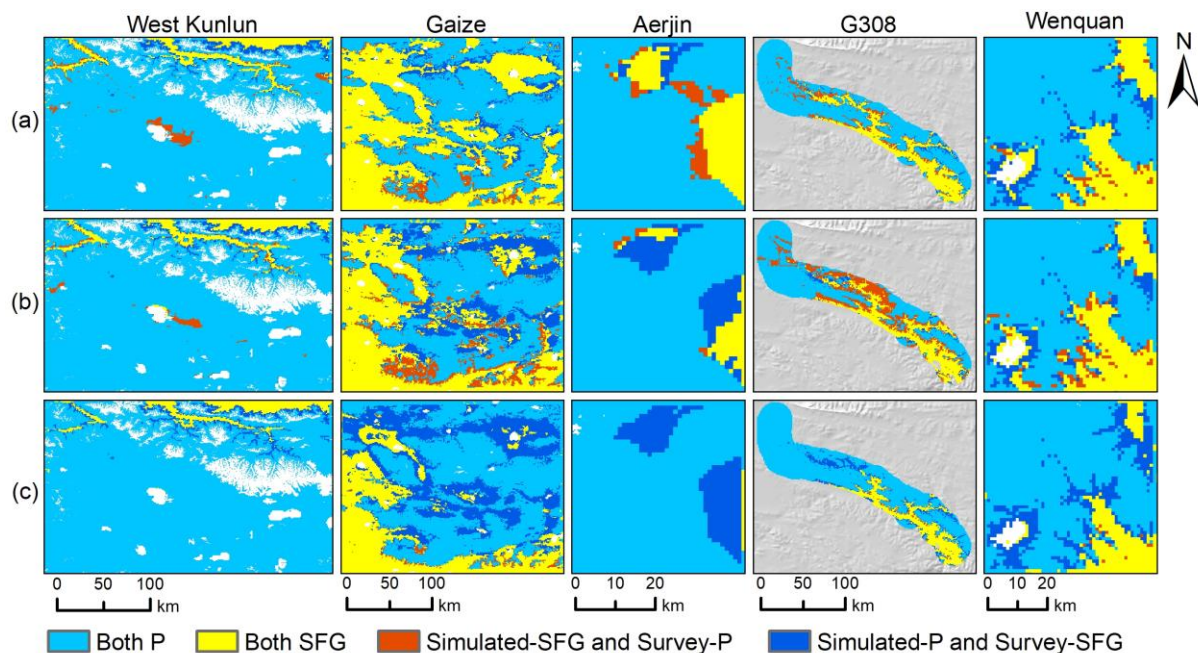 West Kunlun Gaize Aerjin G308 Wenquan
N
(a)
(b)
(c)
0 50 100 km 0 50 100 km 0 10 20 km 0 50 100 km 0 10 20 km
Both P Both SFG Simulated-SFG and Survey-P Simulated-P and Survey-SFG